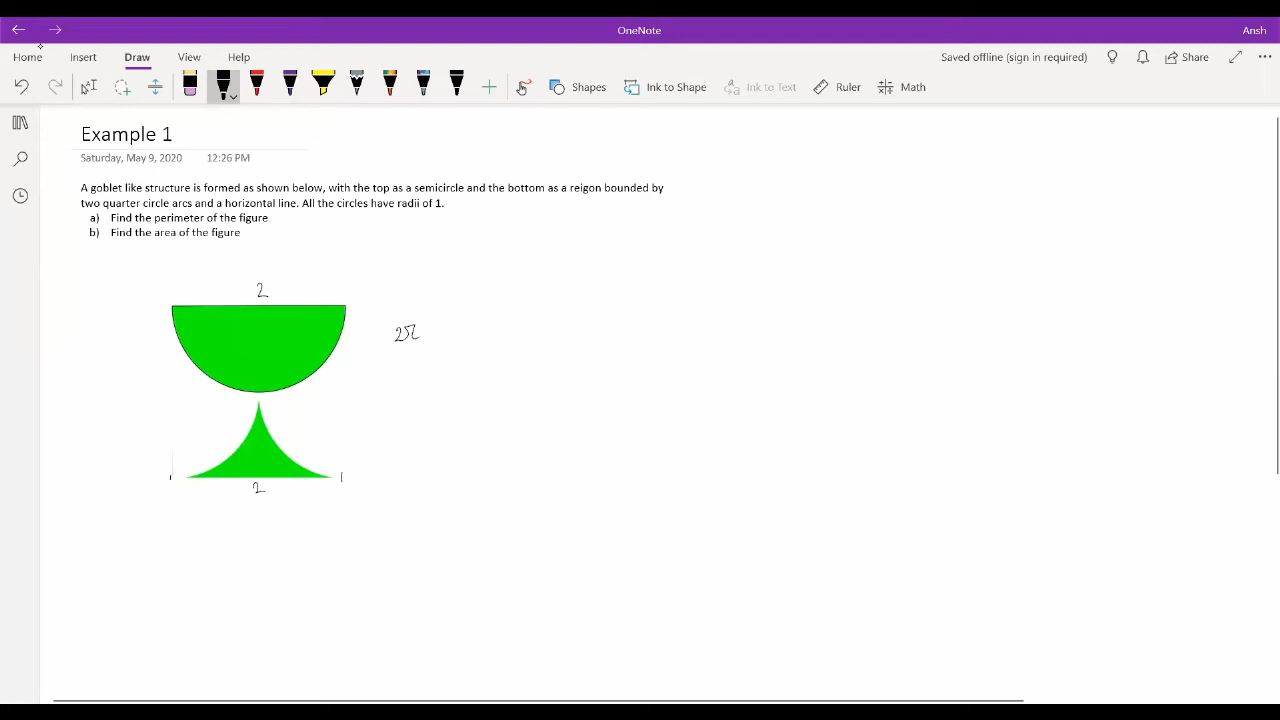 OneNote
Ansh
Home Insert Draw View Help
Saved offline (sign in required) Share
Shapes Ink to Shape Ink to Text Ruler Math
Example 1
Saturday, May 9, 2020 12:26 PM
A goblet like structure is formed as shown below, with the top as a semicircle and the bottom as a reigon bounded by
two quarter circle arcs and a horizontal line. All the circles have radii of 1.
a) Find the perimeter of the figure
b) Find the area of the figure
2
2π
2